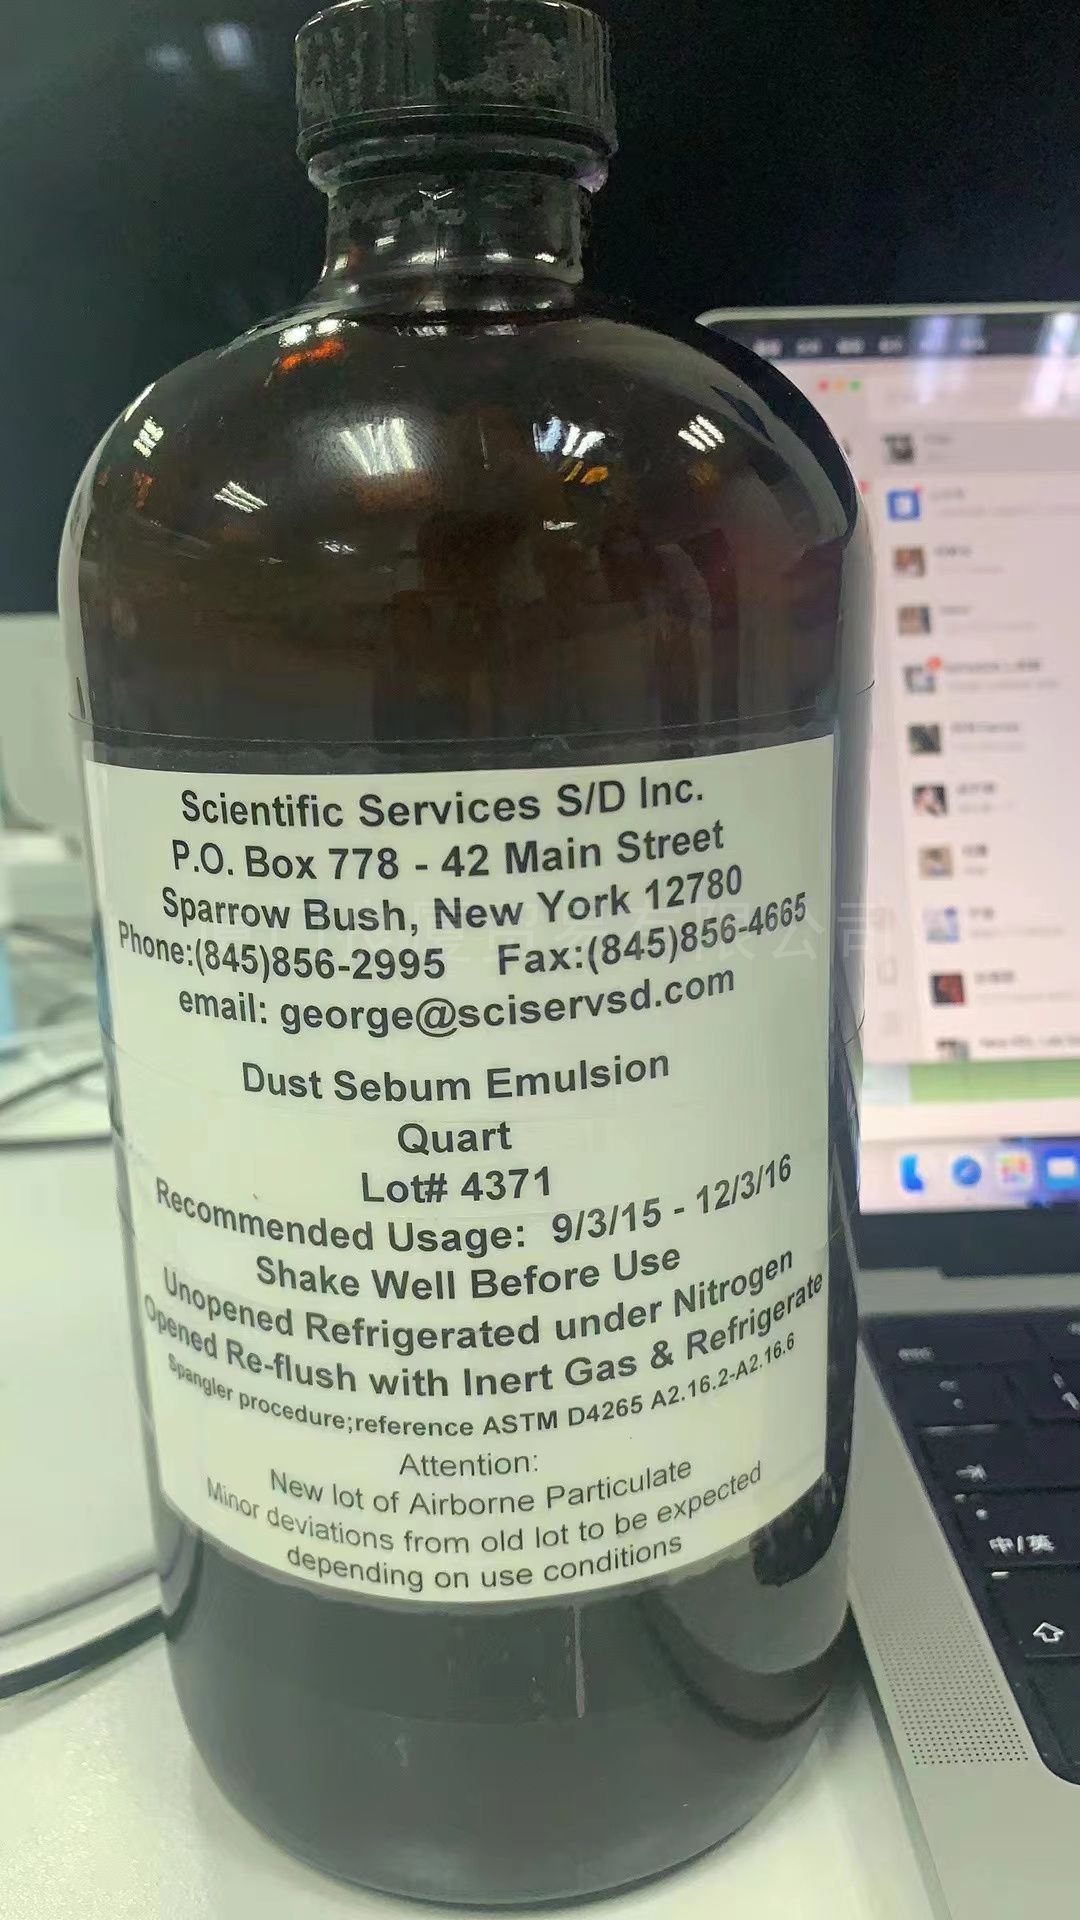 Scientific Services S/D Inc.
P.O. Box 778 - 42 Main Street
Sparrow Bush, New York 12780
Phone:(845)856-2995 Fax:(845)856-4665
email: george@sciservsd.com
Dust Sebum Emulsion
Quart
Lot# 4371
Recommended Usage: 9/3/15 - 12/3/16
Shake Well Before Use
Unopened Refrigerated under Nitrogen
Opened Re-flush with Inert Gas & Refrigerate
Spangler procedure;reference ASTM D4265 A2.16.2-A2.16.6
Attention:
New lot of Airborne Particulate
Minor deviations from old lot to be expected
depending on use conditions
esc
中/英